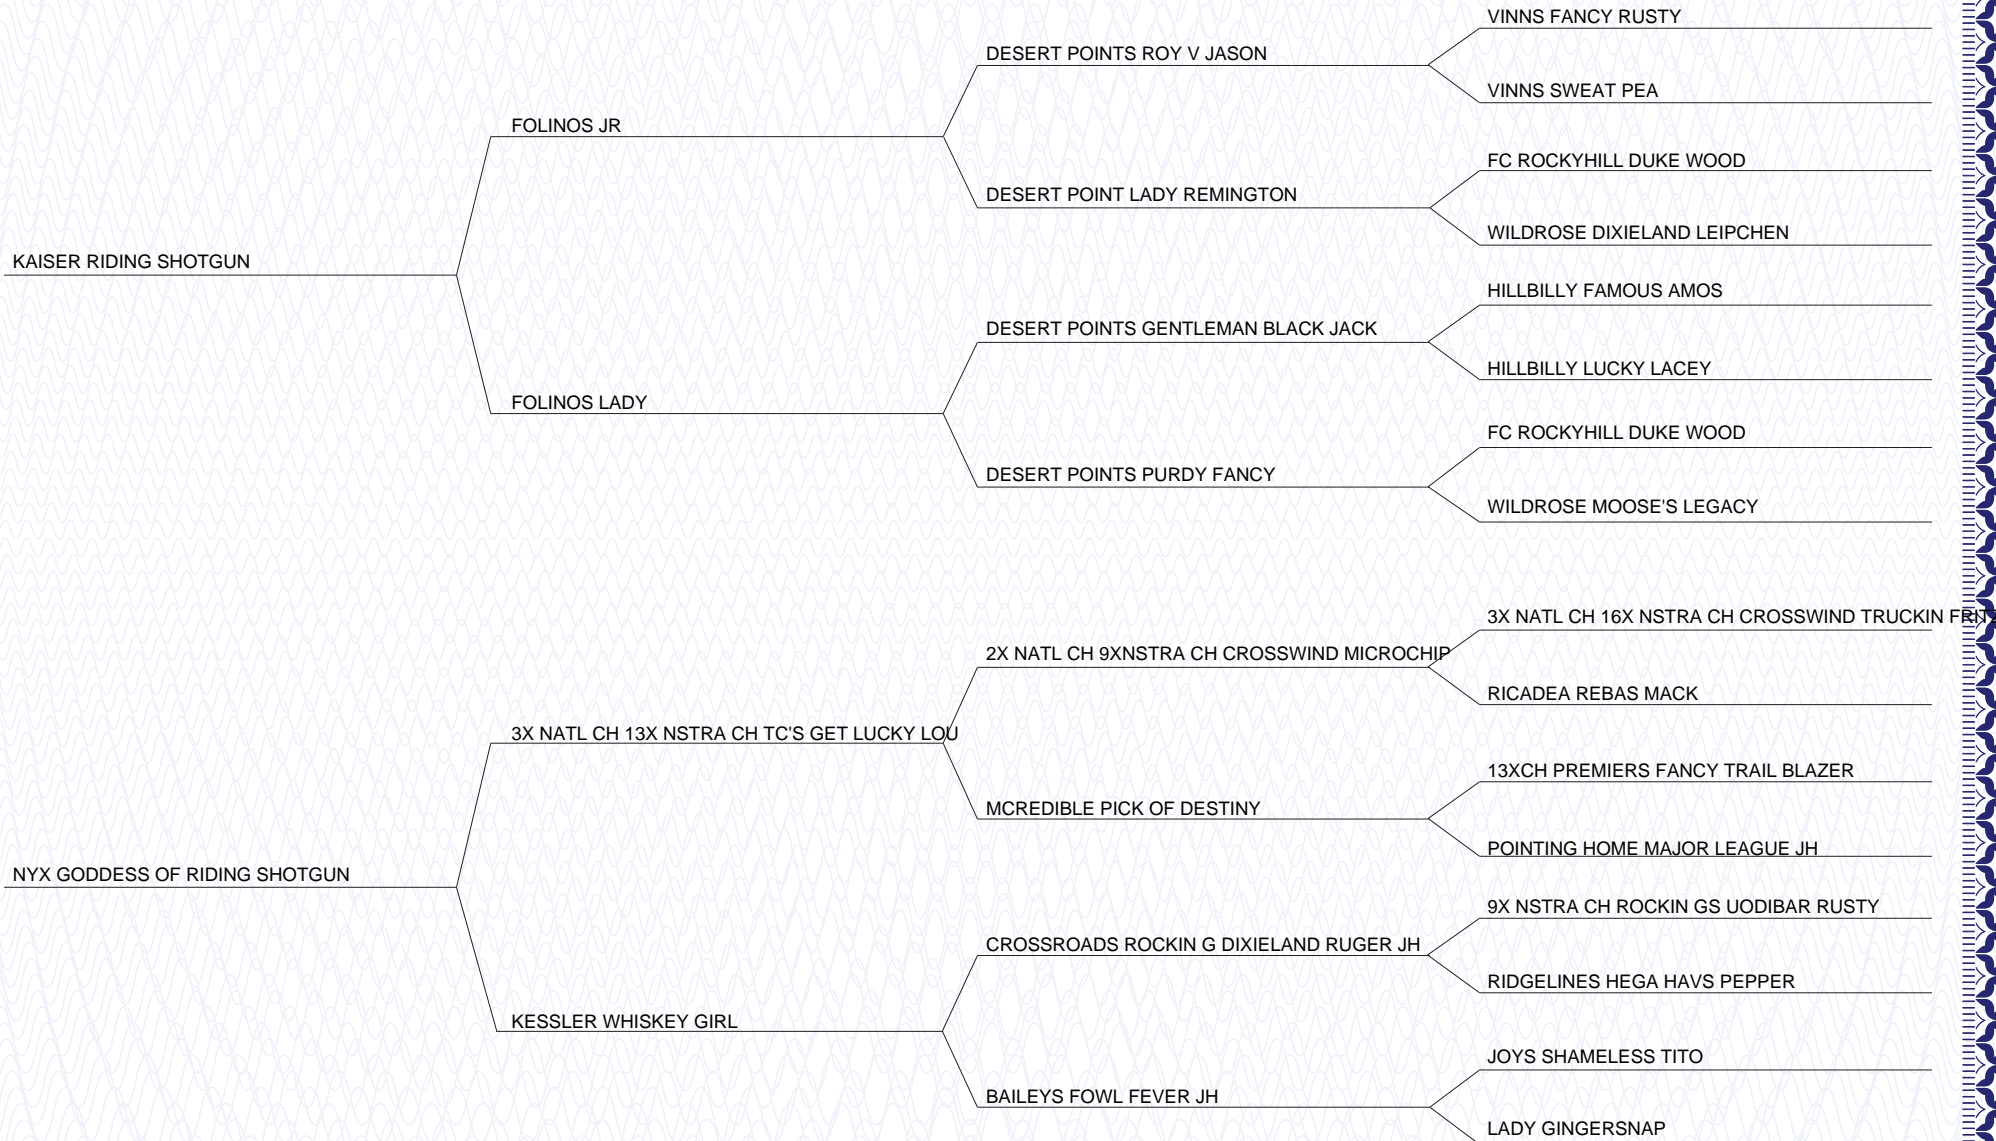 VINNS FANCY RUSTY
DESERT POINTS ROY V JASON
VINNS SWEAT PEA
FOLINOS JR
FC ROCKYHILL DUKE WOOD
DESERT POINT LADY REMINGTON
WILDROSE DIXIELAND LEIPCHEN
KAISER RIDING SHOTGUN
HILLBILLY FAMOUS AMOS
DESERT POINTS GENTLEMAN BLACK JACK
HILLBILLY LUCKY LACEY
FOLINOS LADY
FC ROCKYHILL DUKE WOOD
DESERT POINTS PURDY FANCY
WILDROSE MOOSE'S LEGACY
3X NATL CH 16X NSTRA CH CROSSWIND TRUCKIN FRITZ
2X NATL CH 9XNSTRA CH CROSSWIND MICROCHIP
RICADEA REBAS MACK
3X NATL CH 13X NSTRA CH TC'S GET LUCKY LOU
13XCH PREMIERS FANCY TRAIL BLAZER
MCREDIBLE PICK OF DESTINY
POINTING HOME MAJOR LEAGUE JH
NYX GODDESS OF RIDING SHOTGUN
9X NSTRA CH ROCKIN GS UODIBAR RUSTY
CROSSROADS ROCKIN G DIXIELAND RUGER JH
RIDGELINES HEGA HAVS PEPPER
KESSLER WHISKEY GIRL
JOYS SHAMELESS TITO
BAILEYS FOWL FEVER JH
LADY GINGERSNAP